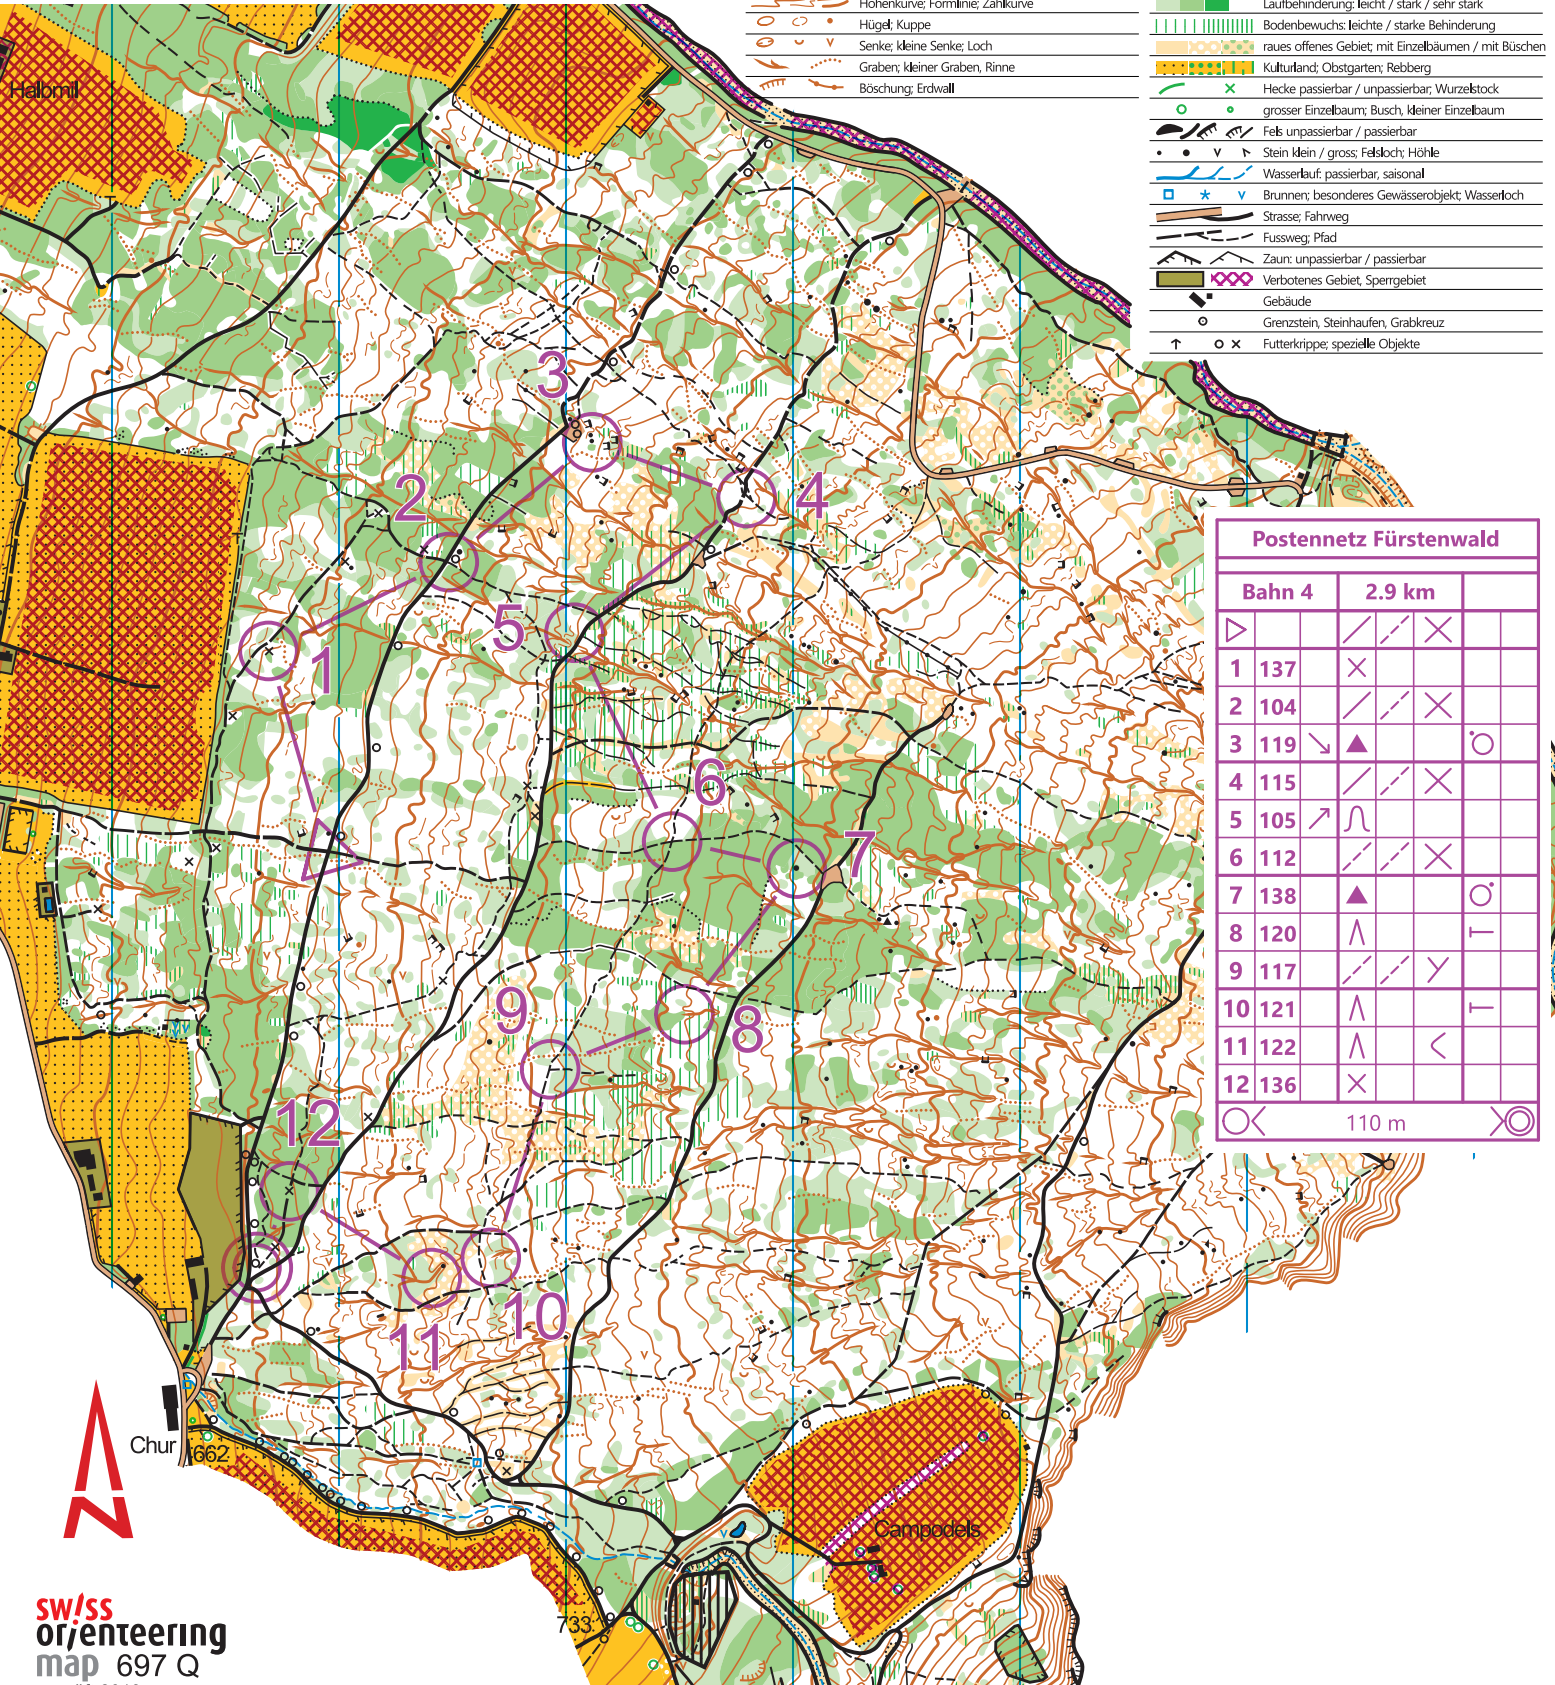 Höhenkurve; Formlinie; Zählkurve
Hügel; Kuppe
Senke; kleine Senke; Loch
Graben; kleiner Graben, Rinne
Böschung; Erdwall
Laufbehinderung: leicht / stark / sehr stark
Bodenbewuchs: leichte / starke Behinderung
raues offenes Gebiet; mit Einzelbäumen / mit Büschen
Kulturland; Obstgarten; Rebberg
Hecke passierbar / unpassierbar; Wurzelstock
grosser Einzelbaum; Busch, kleiner Einzelbaum
Fels unpassierbar / passierbar
Stein klein / gross; Felsloch; Höhle
Wasserlauf: passierbar, saisonal
Brunnen; besonderes Gewässerobjekt; Wasserloch
Strasse; Fahrweg
Fussweg; Pfad
Zaun: unpassierbar / passierbar
Verbotenes Gebiet, Sperrgebiet
Gebäude
Grenzstein, Steinhaufen, Grabkreuz
Futterkrippe; spezielle Objekte
Halbmil
3
2
4
5
1
6
7
9
8
12
10
11
Postennetz Fürstenwald
Bahn 4 2.9 km
1 137
2 104
3 119
4 115
5 105
6 112
7 138
8 120
9 117
10 121
11 122
12 136
110 m
Chur
662
Campodels
733
swiss
orienteering
map 697 Q